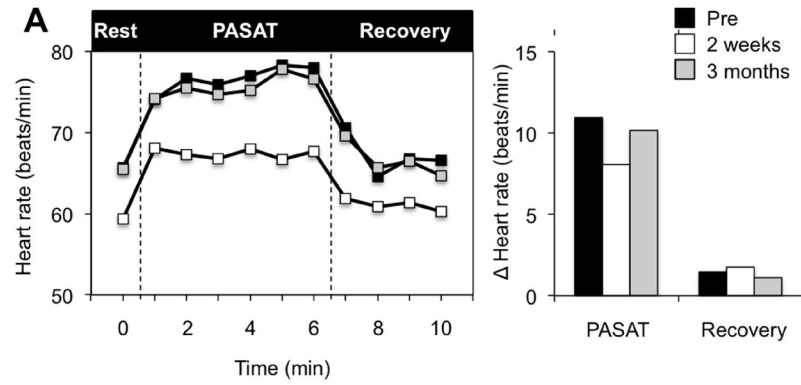 A
Rest PASAT Recovery
Heart rate (beats/min)
80
70
60
50
0 2 4 6 8 10
Time (min)
Pre
2 weeks
3 months
Δ Heart rate (beats/min)
15
10
5
0
PASAT Recovery